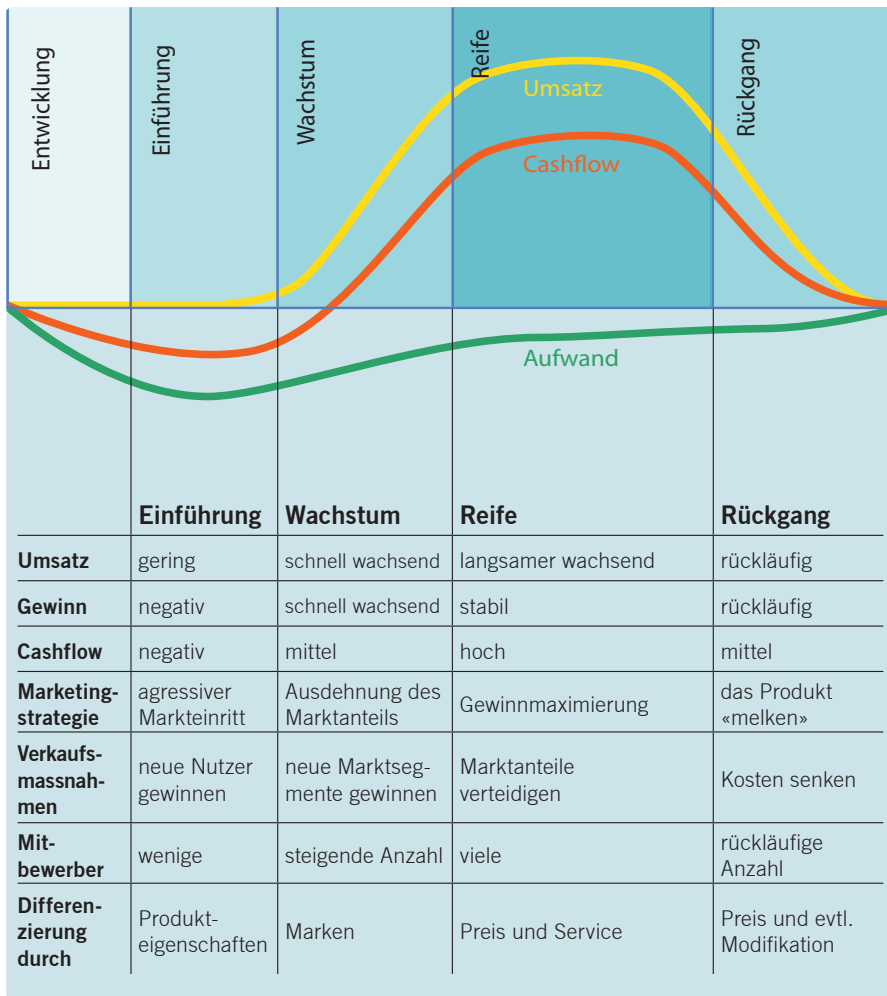 Entwicklung
Einführung
Wachstum
Reife
Rückgang
Umsatz
Cashflow
Aufwand
Einführung Wachstum Reife Rückgang
Umsatz gering schnell wachsend langsamer wachsend rückläufig
Gewinn negativ schnell wachsend stabil rückläufig
Cashflow negativ mittel hoch mittel
Marketing- agressiver Ausdehnung des Gewinnmaximierung das Produkt
strategie Markteinritt Marktanteils «melken»
Verkaufs-
massnah- neue Nutzer neue Marktseg- Marktanteile Kosten senken
men gewinnen mente gewinnen verteidigen
Mit- wenige steigende Anzahl viele rückläufige
bewerber Anzahl
Differen-
zierung Produkt- Marken Preis und Service Preis und evtl.
durch eigenschaften Modifikation